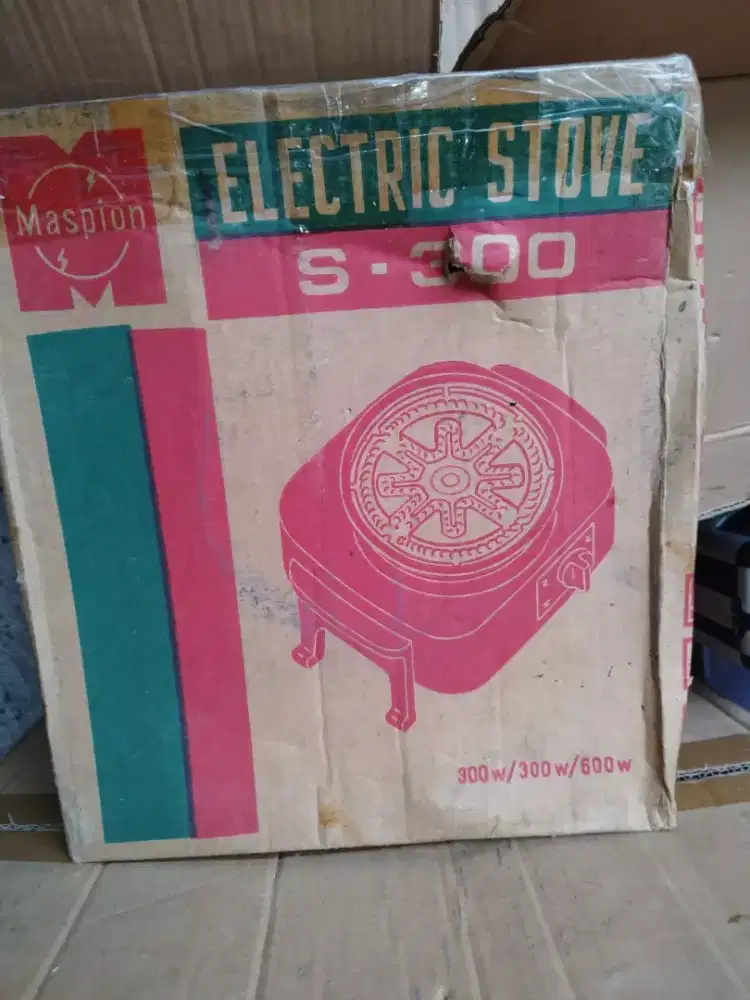 Maspion
ELECTRIC STOVE
S-300
300w/300w/600w